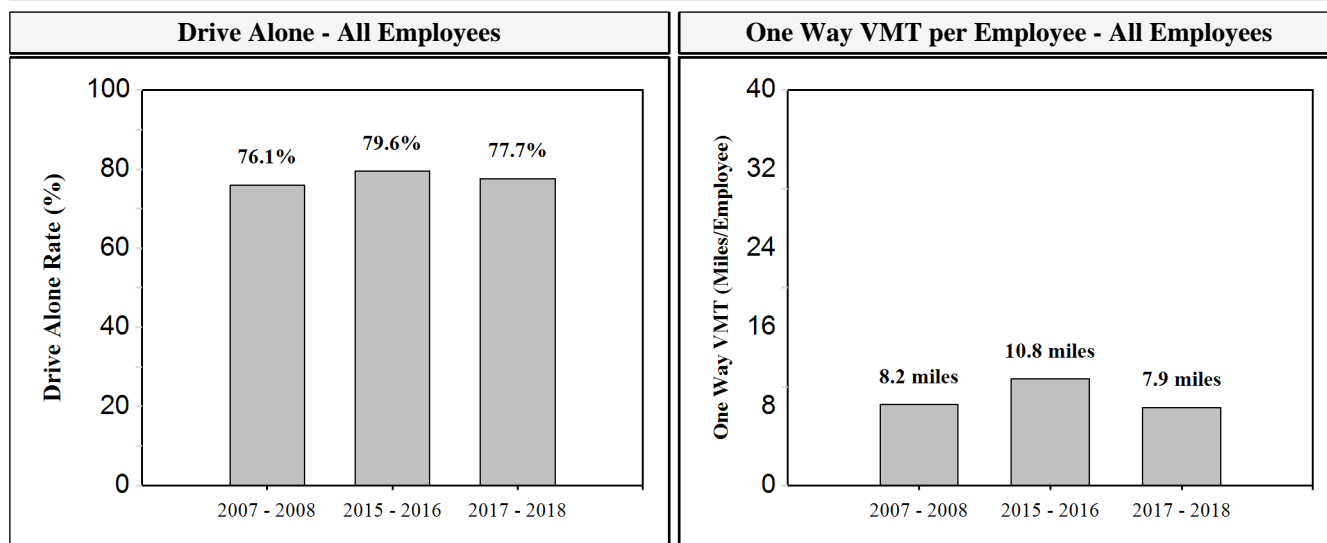 Drive Alone - All Employees
One Way VMT per Employee - All Employees
Drive Alone Rate (%)
100
80
60
40
20
0
76.1%
79.6%
77.7%
2007 - 2008
2015 - 2016
2017 - 2018
One Way VMT (Miles/Employee)
40
32
24
16
8
0
8.2 miles
10.8 miles
7.9 miles
2007 - 2008
2015 - 2016
2017 - 2018